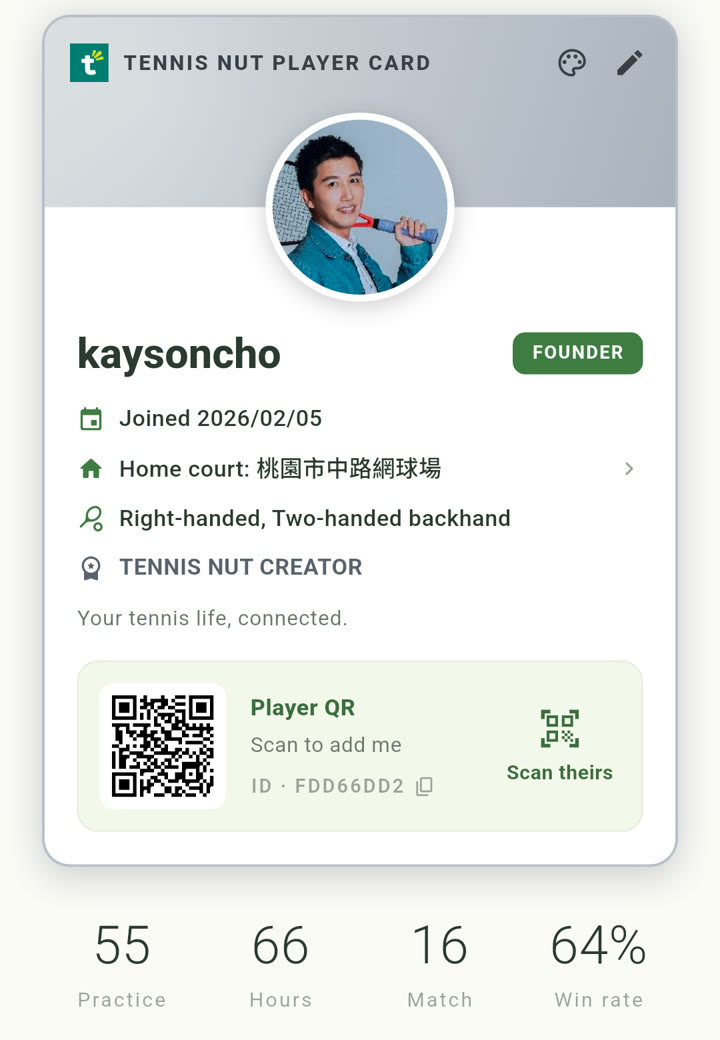 t
TENNIS NUT PLAYER CARD
kaysoncho
FOUNDER
Joined 2026/02/05
Home court: 桃園市中路網球場
Right-handed, Two-handed backhand
TENNIS NUT CREATOR
Your tennis life, connected.
Player QR
Scan to add me
ID · FDD66DD2
Scan theirs
55
Practice
66
Hours
16
Match
64%
Win rate